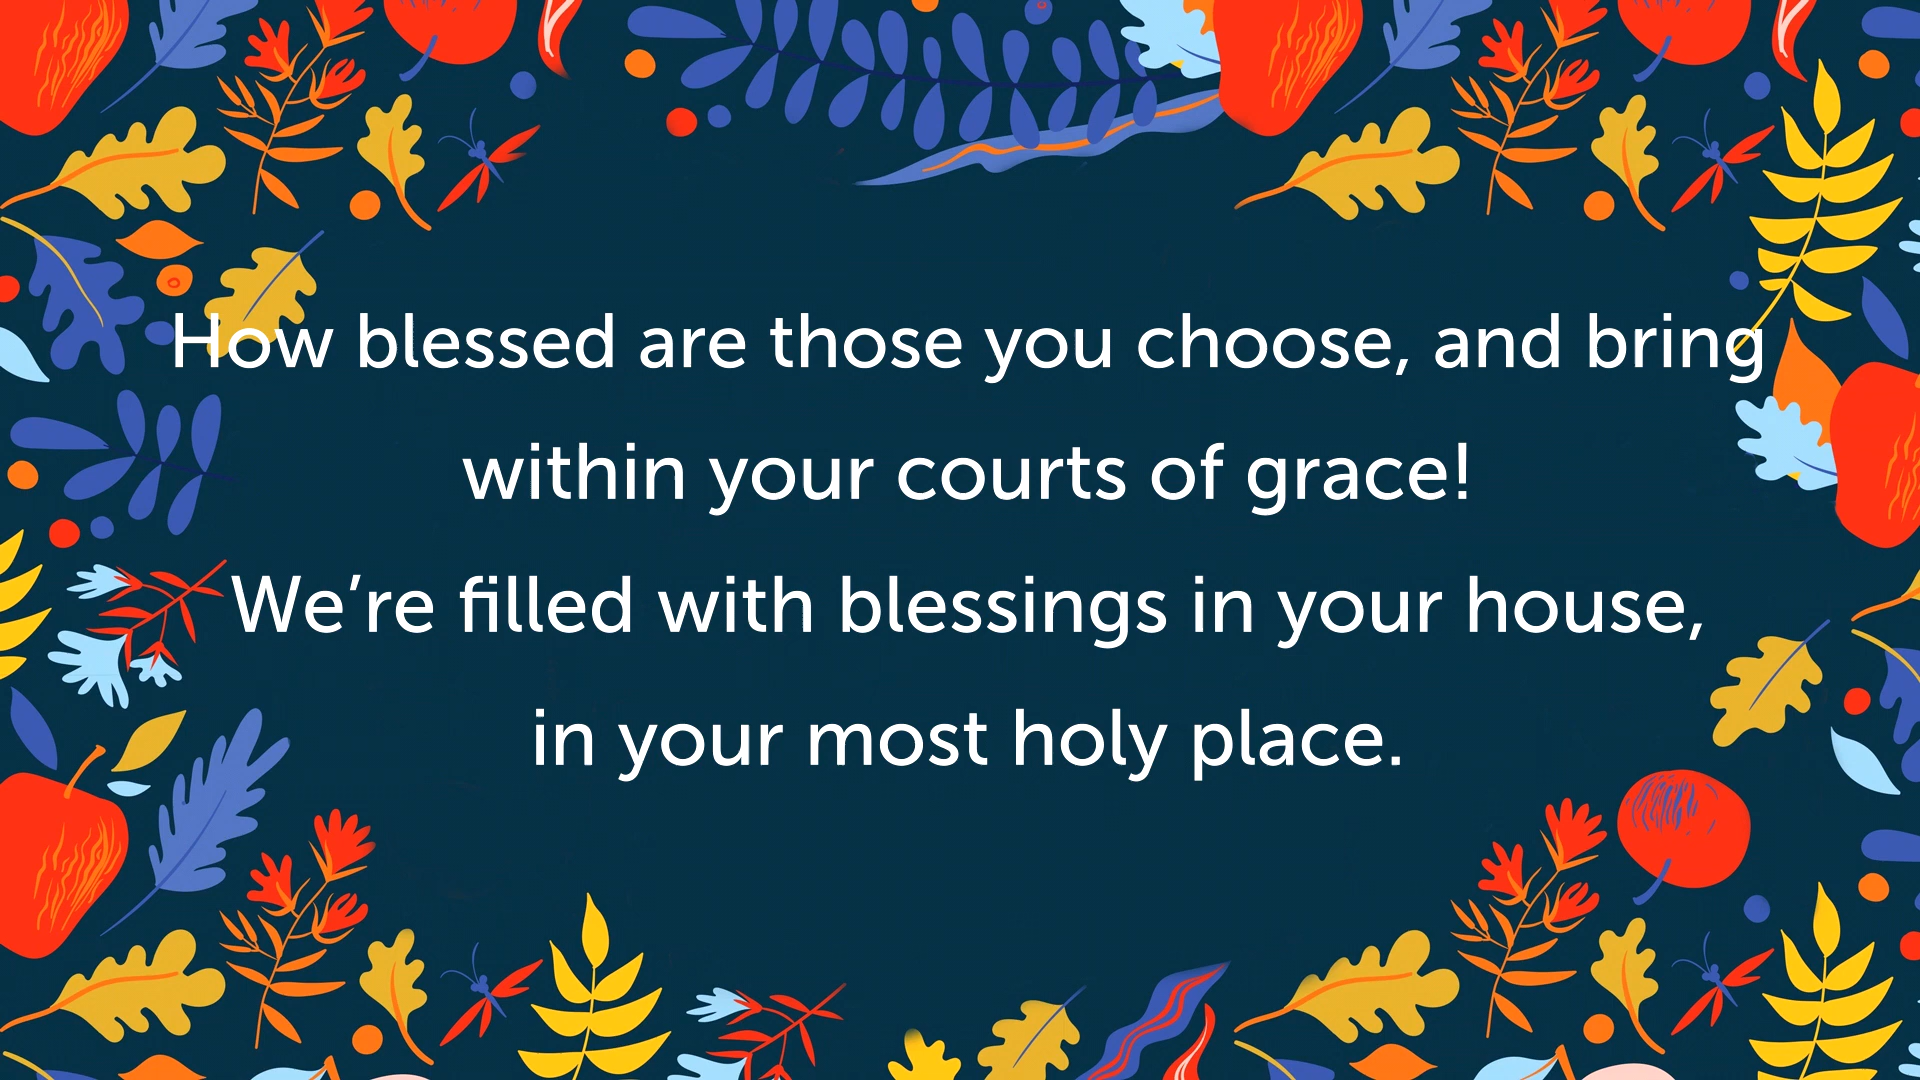 How blessed are those you choose, and bring
within your courts of grace!
We’re filled with blessings in your house,
in your most holy place.